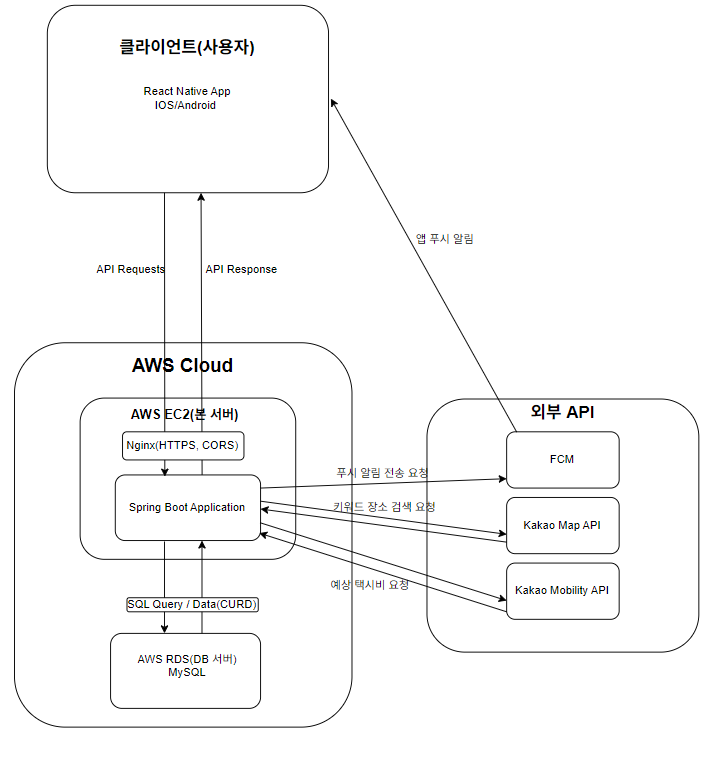 클라이언트(사용자)
React Native App
IOS/Android
앱 푸시 알림
API Requests
API Response
AWS Cloud
AWS EC2(본 서버)
Nginx(HTTPS, CORS)
Spring Boot Application
SQL Query / Data(CURD)
AWS RDS(DB 서버)
MySQL
푸시 알림 전송 요청
키워드 장소 검색 요청
예상 택시비 요청
외부 API
FCM
Kakao Map API
Kakao Mobility API